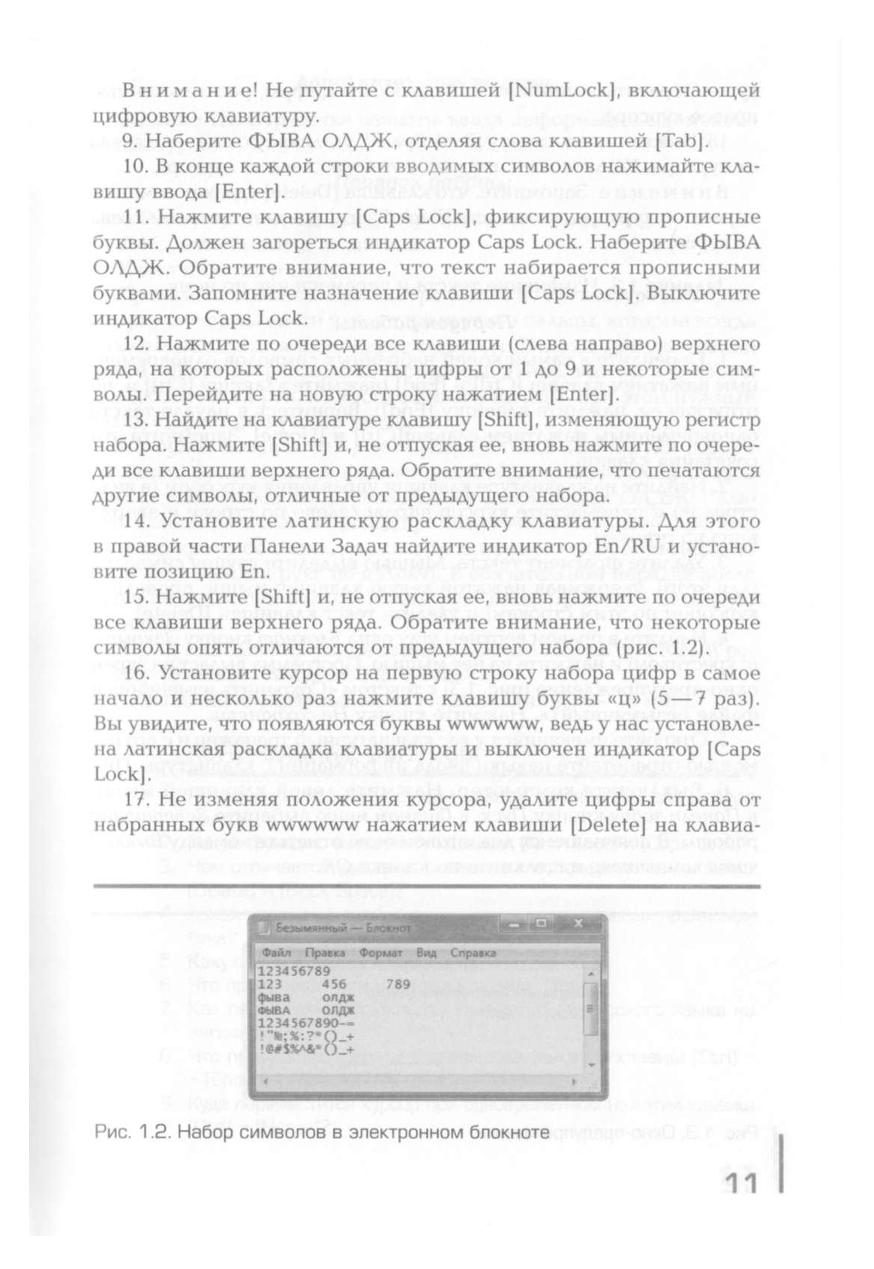 Внимание! Не путайте с клавишей [NumLock], включающей
цифровую клавиатуру.
9. Наберите ФЫВА ОЛДЖ, отделяя слова клавишей [Tab].
10. В конце каждой строки вводимых символов нажимайте кла-
вишу ввода [Enter].
11. Нажмите клавишу [Caps Lock], фиксирующую прописные
буквы. Должен загореться индикатор Caps Lock. Наберите ФЫВА
ОЛДЖ. Обратите внимание, что текст набирается прописными
буквами. Запомните назначение клавиши [Caps Lock]. Выключите
индикатор Caps Lock.
12. Нажмите по очереди все клавиши (слева направо) верхнего
ряда, на которых расположены цифры от 1 до 9 и некоторые сим-
волы. Перейдите на новую строку нажатием [Enter].
13. Найдите на клавиатуре клавишу [Shift], изменяющую регистр
набора. Нажмите [Shift] и, не отпуская ее, вновь нажмите по очере-
ди все клавиши верхнего ряда. Обратите внимание, что печатаются
другие символы, отличные от предыдущего набора.
14. Установите латинскую раскладку клавиатуры. Для этого
в правой части Панели Задач найдите индикатор En/RU и устано-
вите позицию En.
15. Нажмите [Shift] и, не отпуская ее, вновь нажмите по очереди
все клавиши верхнего ряда. Обратите внимание, что некоторые
символы опять отличаются от предыдущего набора (рис. 1.2).
16. Установите курсор на первую строку набора цифр в самое
начало и несколько раз нажмите клавишу буквы «ц» (5—7 раз).
Вы увидите, что появляются буквы wwwwww, ведь у нас установле-
на латинская раскладка клавиатуры и выключен индикатор [Caps
Lock].
17. Не изменяя положения курсора, удалите цифры справа от
набранных букв wwwwww нажатием клавиши [Delete] на клавиа-
Безымянный — Блокнот
Файл Правка Формат Вид Справка
123456789
123 456 789
фыва олдж
ФЫВА ОЛДЖ
1234567890-=
!"№;%:?*()_+
!@#$%^&*()_+
Рис. 1.2. Набор символов в электронном блокноте
11